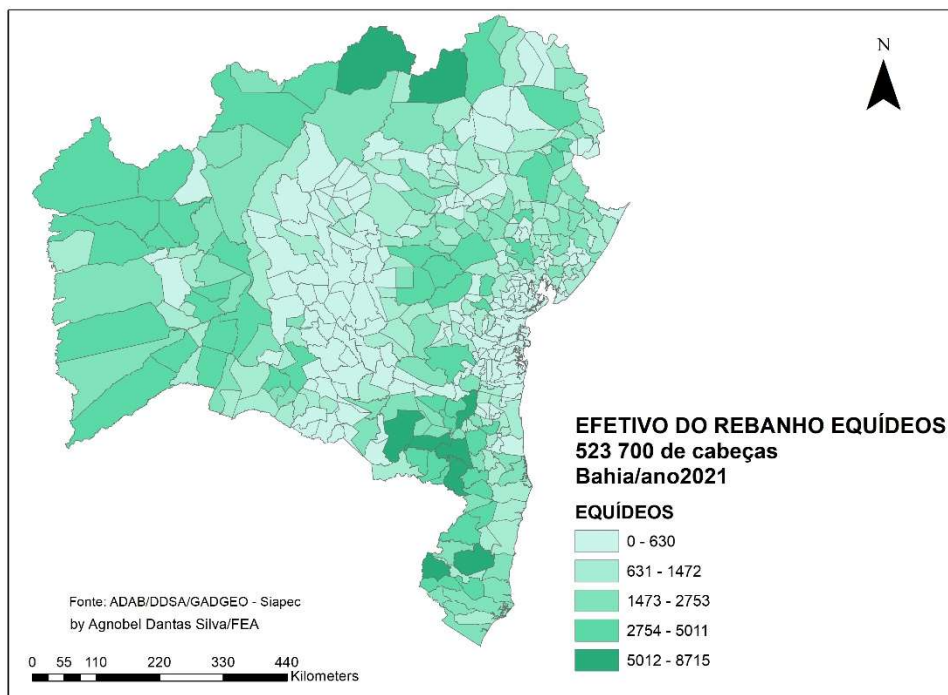 N
EFETIVO DO REBANHO EQUÍDEOS
523 700 de cabeças
Bahia/ano2021
EQUÍDEOS
0 - 630
631 - 1472
1473 - 2753
2754 - 5011
5012 - 8715
Fonte: ADAB/DDSA/GADGEO - Siapec
by Agnobel Dantas Silva/FEA
0 55 110 220 330 440
Kilometers